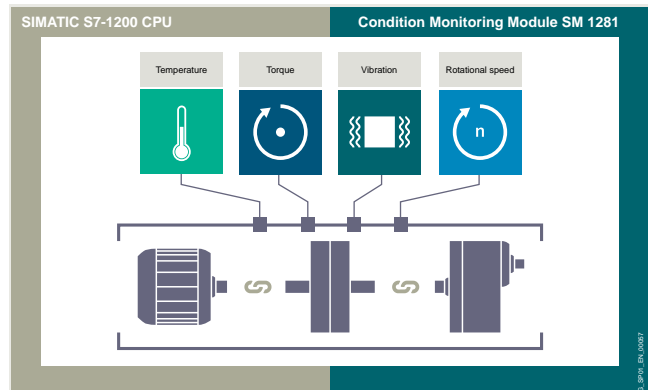 SIMATIC S7-1200 CPU
Condition Monitoring Module SM 1281
Temperature
Torque
Vibration
Rotational speed
n